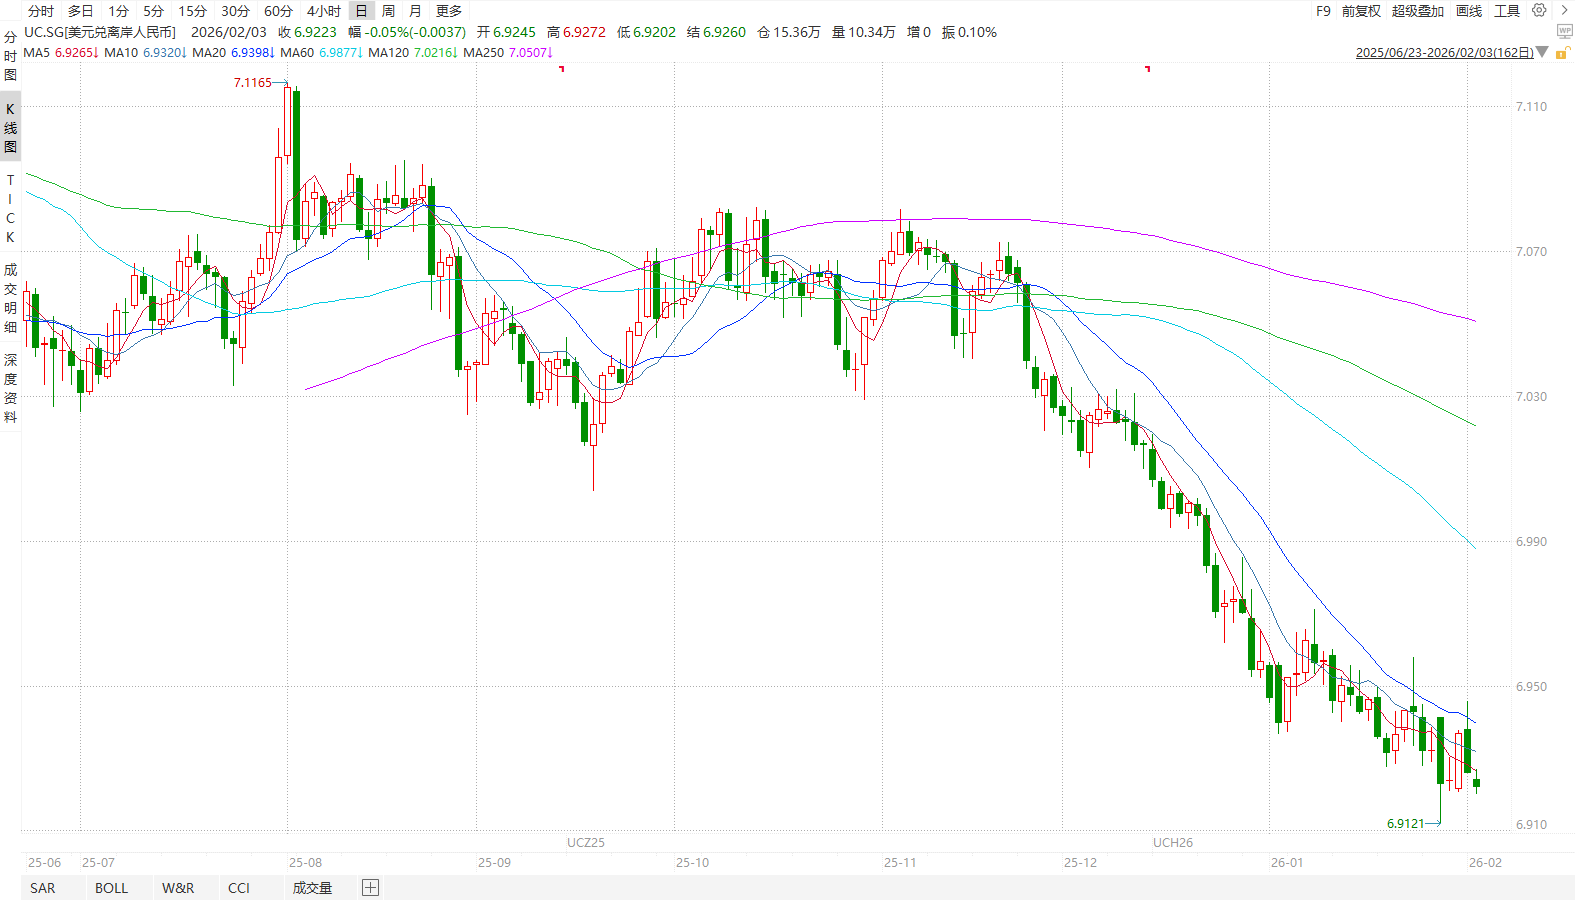 分时 多日 1分 5分 15分 30分 60分 4小时 日 周 月 更多 F9 前复权 超级叠加 画线 工具
UC.SG[美元兑离岸人民币] 2026/02/03 收 6.9223 幅 -0.05%(-0.0037) 开 6.9245 高 6.9272 低 6.9202 结 6.9260 仓 15.36万 量 10.34万 增 0 振 0.10%
WP
MA5 6.9265↓ MA10 6.9320↓ MA20 6.9398↓ MA60 6.9877↓ MA120 7.0216↓ MA250 7.0507↓
2025/06/23-2026/02/03(162日)
分时图
K线图
TICK
成交明细
深度资料
7.1165
7.110
7.070
7.030
6.990
6.950
6.910
6.9121
UCZ25 UCH26
25-06 25-07 25-08 25-09 25-10 25-11 25-12 26-01 26-02
SAR BOLL W&R CCI 成交量